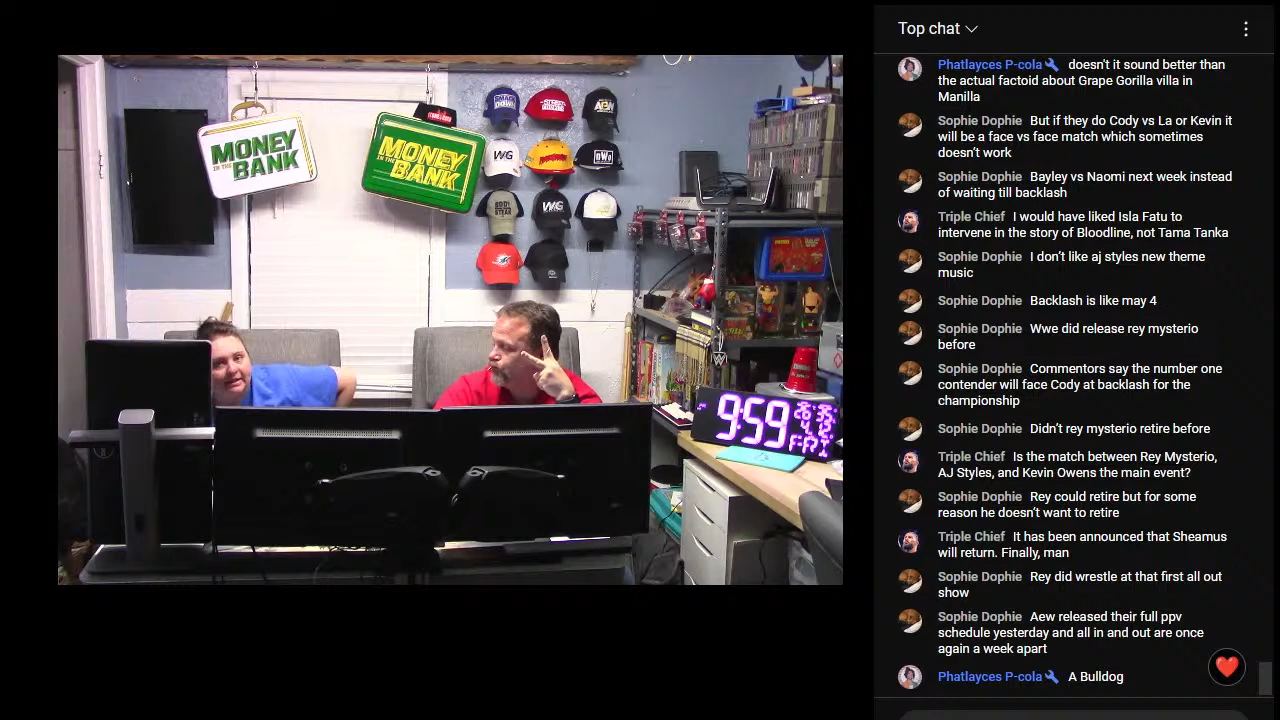 Top chat
Phatlayces P-cola doesn't it sound better than
the actual factoid about Grape Gorilla villa in
Manilla
Sophie Dophie But if they do Cody vs La or Kevin it
will be a face vs face match which sometimes
doesn't work
Sophie Dophie Bayley vs Naomi next week instead
of waiting till backlash
Triple Chief I would have liked Isla Fatu to
intervene in the story of Bloodline, not Tama Tanka
Sophie Dophie I don't like aj styles new theme
music
Sophie Dophie Backlash is like may 4
Sophie Dophie Wwe did release rey mysterio
before
Sophie Dophie Commentors say the number one
contender will face Cody at backlash for the
championship
Sophie Dophie Didn't rey mysterio retire before
Triple Chief Is the match between Rey Mysterio,
AJ Styles, and Kevin Owens the main event?
Sophie Dophie Rey could retire but for some
reason he doesn't want to retire
Triple Chief It has been announced that Sheamus
will return. Finally, man
Sophie Dophie Rey did wrestle at that first all out
show
Sophie Dophie Aew released their full ppv
schedule yesterday and all in and out are once
again a week apart
Phatlayces P-cola A Bulldog
MONEY
IN THE
BANK
MONEY
IN THE
BANK
WG
nWo
WG
W
9:59
FRI